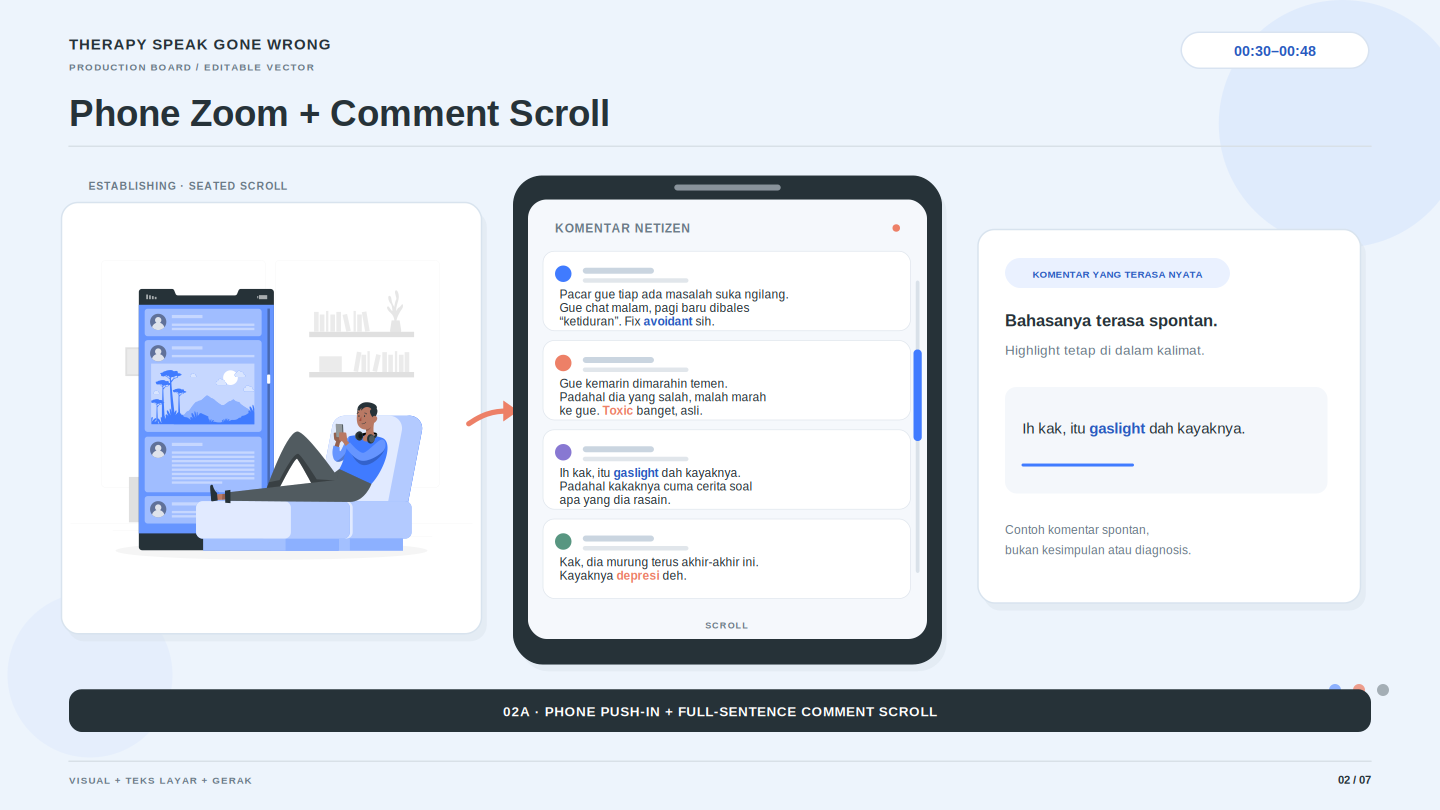 THERAPY SPEAK GONE WRONG
PRODUCTION BOARD / EDITABLE VECTOR
00:30–00:48
Phone Zoom + Comment Scroll
ESTABLISHING · SEATED SCROLL
KOMENTAR NETIZEN
Pacar gue tiap ada masalah suka ngilang.
Gue chat malam, pagi baru dibales
“ketiduran”. Fix avoidant sih.
Gue kemarin dimarahin temen.
Padahal dia yang salah, malah marah
ke gue. Toxic banget, asli.
Ih kak, itu gaslight dah kayaknya.
Padahal kakaknya cuma cerita soal
apa yang dia rasain.
Kak, dia murung terus akhir-akhir ini.
Kayaknya depresi deh.
SCROLL
KOMENTAR YANG TERASA NYATA
Bahasanya terasa spontan.
Highlight tetap di dalam kalimat.
Ih kak, itu gaslight dah kayaknya.
Contoh komentar spontan,
bukan kesimpulan atau diagnosis.
02A · PHONE PUSH-IN + FULL-SENTENCE COMMENT SCROLL
VISUAL + TEKS LAYAR + GERAK
02 / 07